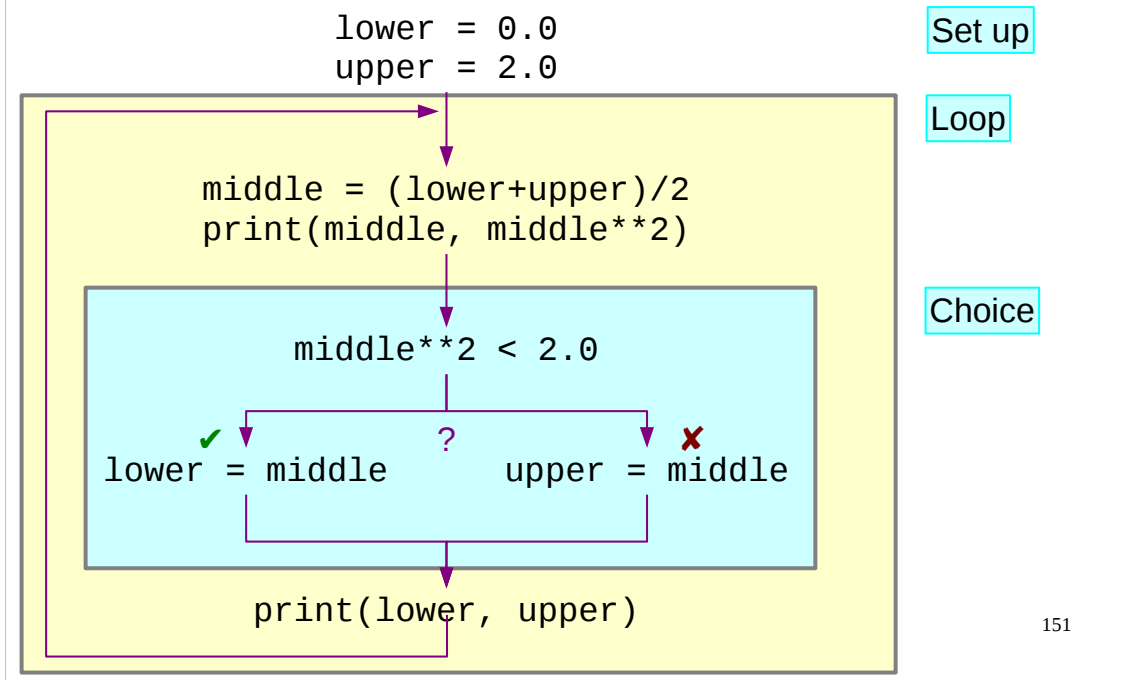 lower = 0.0
upper = 2.0
Set up
Loop
middle = (lower+upper)/2
print(middle, middle**2)
Choice
middle**2 < 2.0
✔ ? ✘
lower = middle upper = middle
print(lower, upper)
151